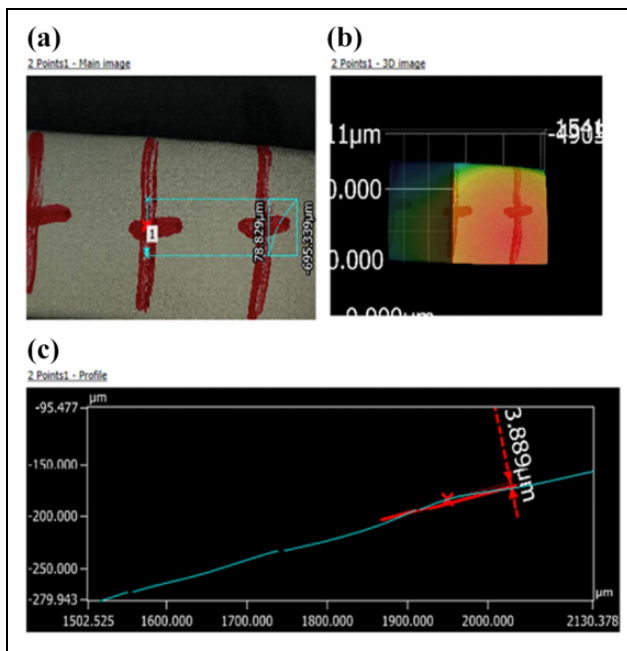 (a)
2 Points1 - Main image
1
78.829µm
-695.339µm
(b)
2 Points1 - 3D image
11µm
0.000
0.000
0.000µm
(c)
2 Points1 - Profile
µm
-95.477
-150.000
-200.000
-250.000
-279.943
3.889µm
µm
1502.525 1600.000 1700.000 1800.000 1900.000 2000.000 2130.378